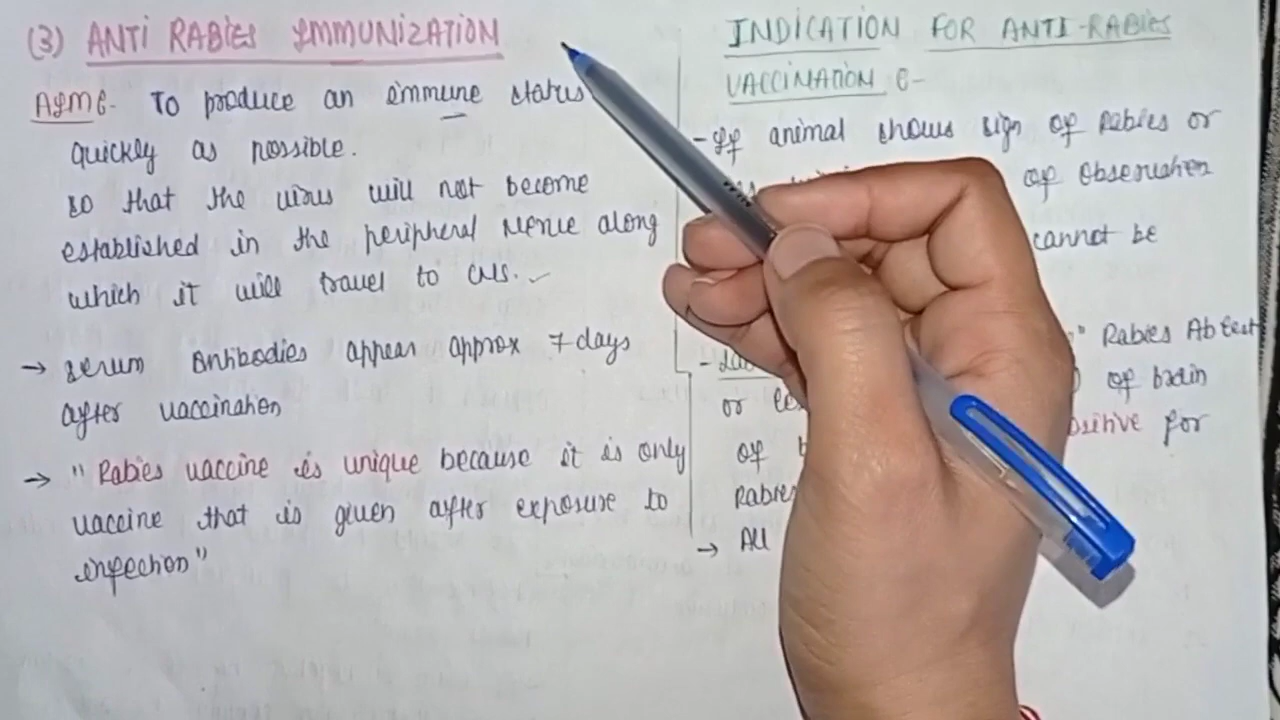 (3) ANTI RABIES IMMUNIZATION
AIM:- To produce an immune status
quickly as possible.
so that the virus will not become
established in the peripheral nerve along
which it will travel to CNS.
→ serum Antibodies appear approx 7 days
after vaccination
→ "Rabies vaccine is unique because it is only
vaccine that is given after exposure to
infection"
INDICATION FOR ANTI-RABIES
VACCINATION :-
- If animal shows sign of Rabies or
of Observation
cannot be
" Rabies Ab test
or of brain
of ositive for
Rabies
→ All